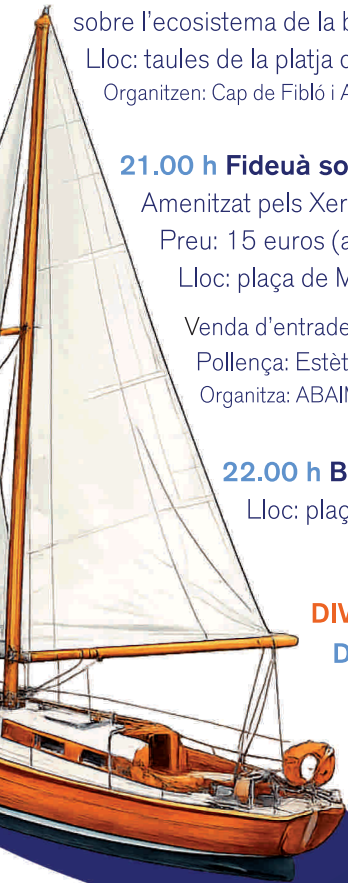 sobre l’ecosistema de la b
Lloc: taules de la platja d
Organitzen: Cap de Fibló i A
21.00 h Fideuà so
Amenitzat pels Xer
Preu: 15 euros (a
Lloc: plaça de M
Venda d’entrade
Pollença: Estèt
Organitza: ABAIM
22.00 h B
Lloc: plaç
DIV
D